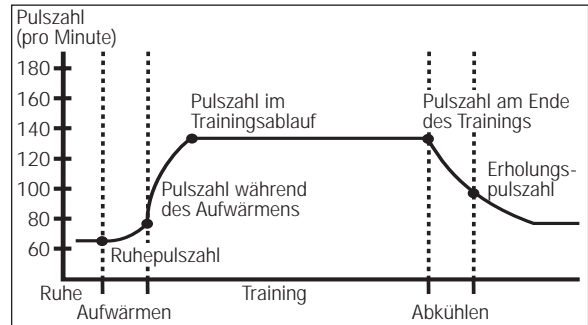 Pulszahl
(pro Minute)
180
160
140
120
100
80
60
Pulszahl im
Trainingsablauf
Pulszahl am Ende
des Trainings
Erholungs-
pulszahl
Pulszahl während
des Aufwärmens
Ruhepulszahl
Ruhe
Training
Aufwärmen
Abkühlen